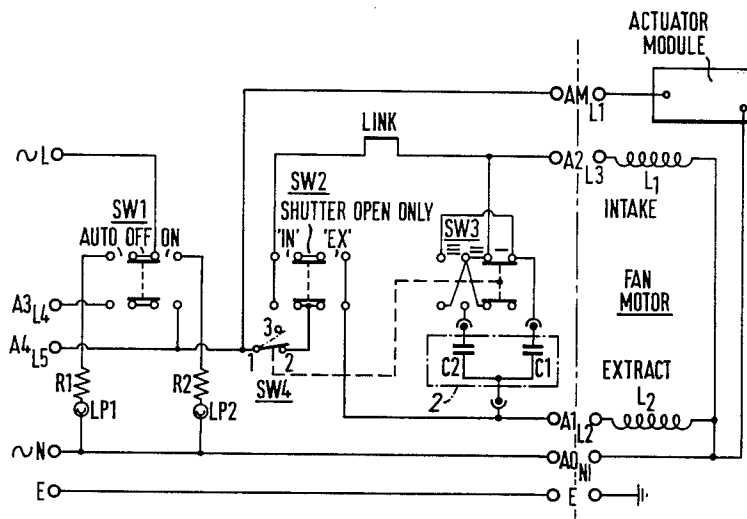 ACTUATOR
MODULE
AM
L1
LINK
~L
A2
L3
L1
SW2
SW1
SHUTTER OPEN ONLY
INTAKE
AUTO OFF ON
'IN'
'EX'
SW3
A3
L4
FAN
MOTOR
3
A4
L5
1
2
SW4
C2
C1
EXTRACT
R1
R2
2
L2
LP1
LP2
A1
L2
~N
A0
N1
E
E